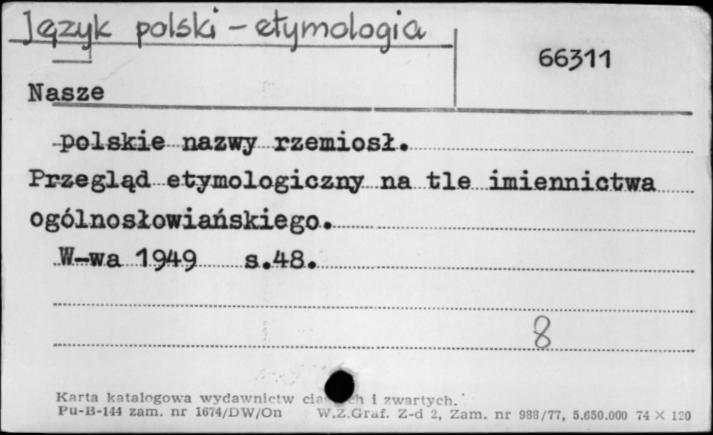 Język polski - etymologia
66311
Nasze
polskie nazwy rzemiosł.
Przegląd etymologiczny na tle imiennictwa
ogólnosłowiańskiego.
W-wa 1949 s.48.
8
Karta katalogowa wydawnictw i zwartych.
Pu-B-144 zam. nr 1674/DW/On W.Z.Graf. Z-d 2, Zam. nr 988/77, 5.650.000 74 × 120